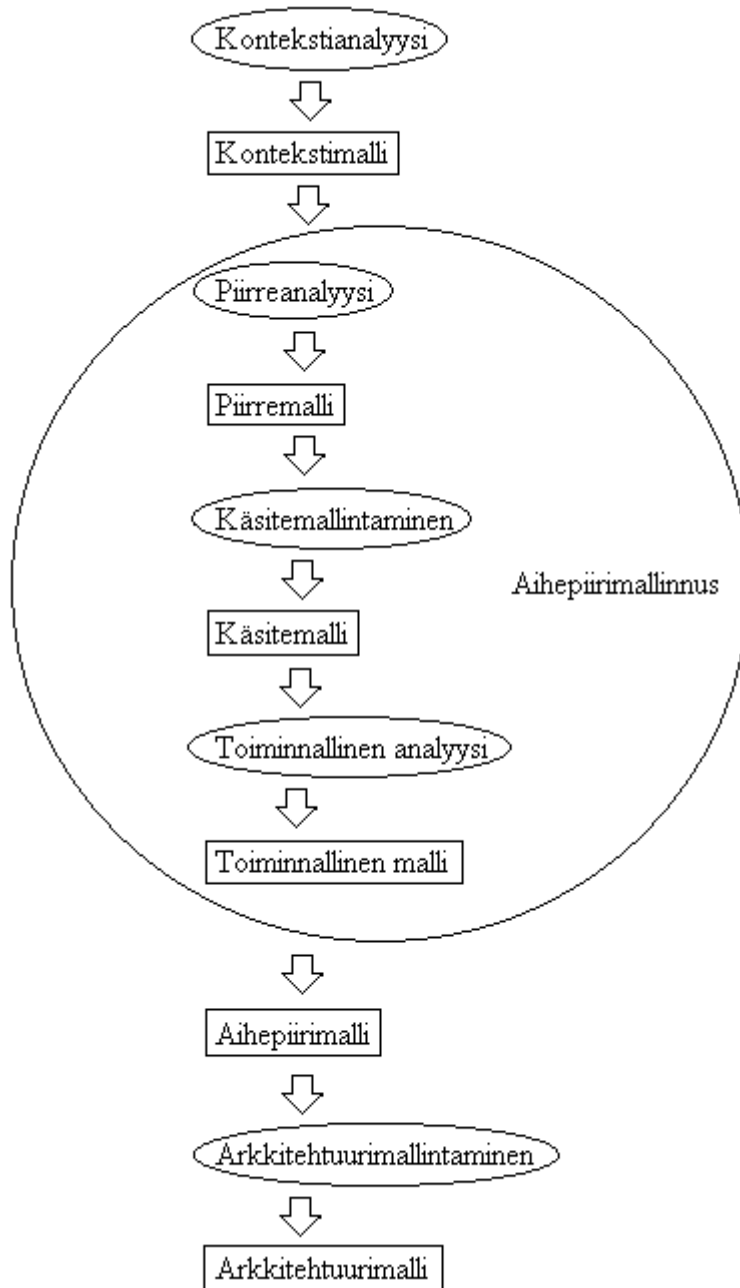 Kontekstianalyysi
Kontekstimalli
Piirreanalyysi
Piirremalli
Käsitemallintaminen
Aihepiirimallinnus
Käsitemalli
Toiminnallinen analyysi
Toiminnallinen malli
Aihepiirimalli
Arkkitehtuurimallintaminen
Arkkitehtuurimalli